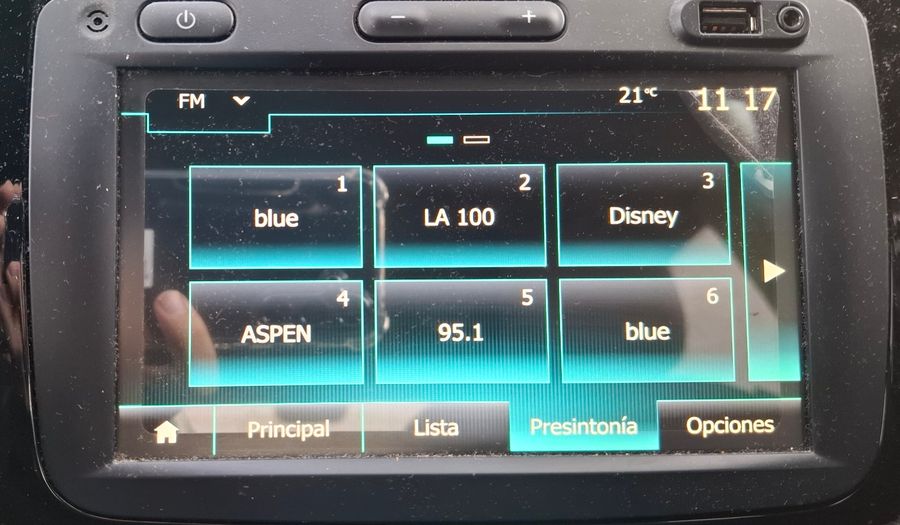 FM 21°C 11 17
1 2 3
blue LA 100 Disney
4 5 6
ASPEN 95.1 blue
Principal Lista Presintonía Opciones